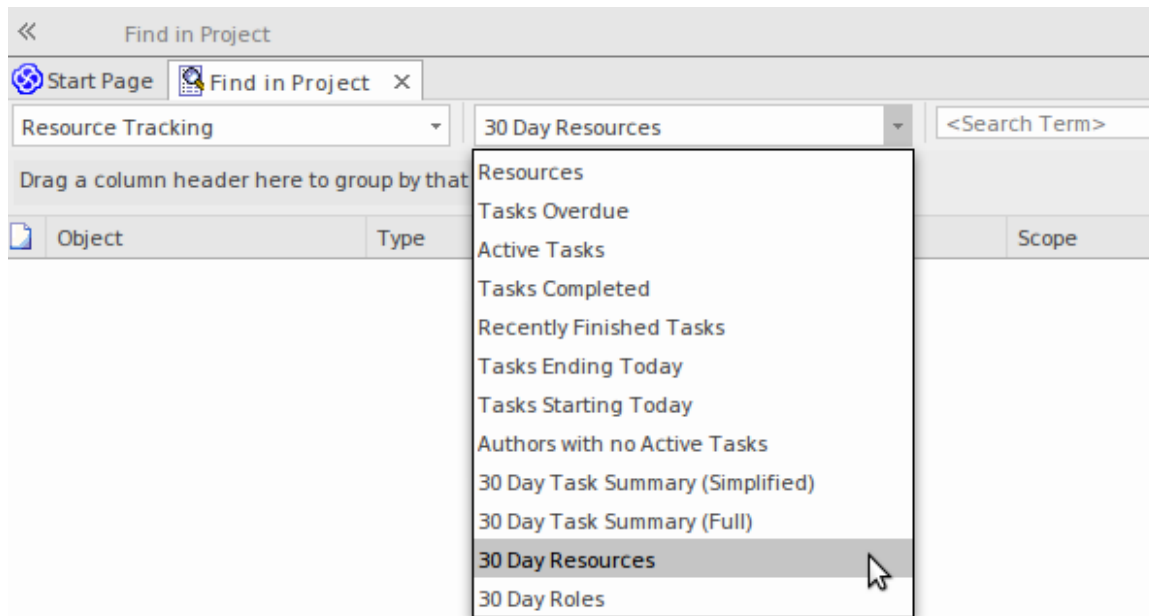 Find in Project
Start Page Find in Project
Resource Tracking 30 Day Resources <Search Term>
Drag a column header here to group by that
Object Type Scope
Resources
Tasks Overdue
Active Tasks
Tasks Completed
Recently Finished Tasks
Tasks Ending Today
Tasks Starting Today
Authors with no Active Tasks
30 Day Task Summary (Simplified)
30 Day Task Summary (Full)
30 Day Resources
30 Day Roles